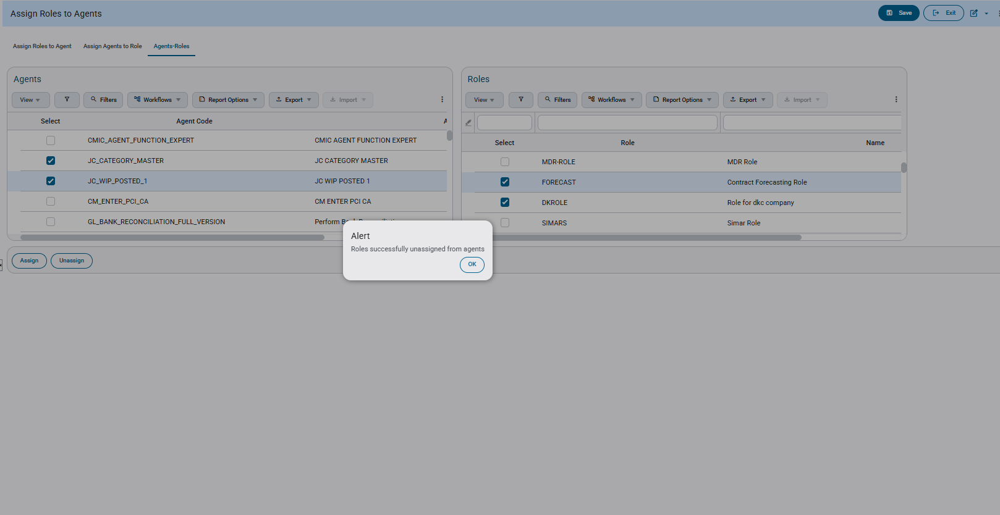 Assign Roles to Agents
Save
Exit
Assign Roles to Agent
Assign Agents to Role
Agents-Roles
Agents
View
Filters
Workflows
Report Options
Export
Import
Select
Agent Code
A
CMIC_AGENT_FUNCTION_EXPERT
CMIC AGENT FUNCTION EXPERT
JC_CATEGORY_MASTER
JC CATEGORY MASTER
JC_WIP_POSTED_1
JC WIP POSTED 1
CM_ENTER_PCI_CA
CM ENTER PCI CA
GL_BANK_RECONCILIATION_FULL_VERSION
Perform
Roles
View
Filters
Workflows
Report Options
Export
Import
Select
Role
Name
MDR-ROLE
MDR Role
FORECAST
Contract Forecasting Role
DKROLE
Role for dkc company
SIMARS
Simar Role
Assign
Unassign
Alert
Roles successfully unassigned from agents
OK